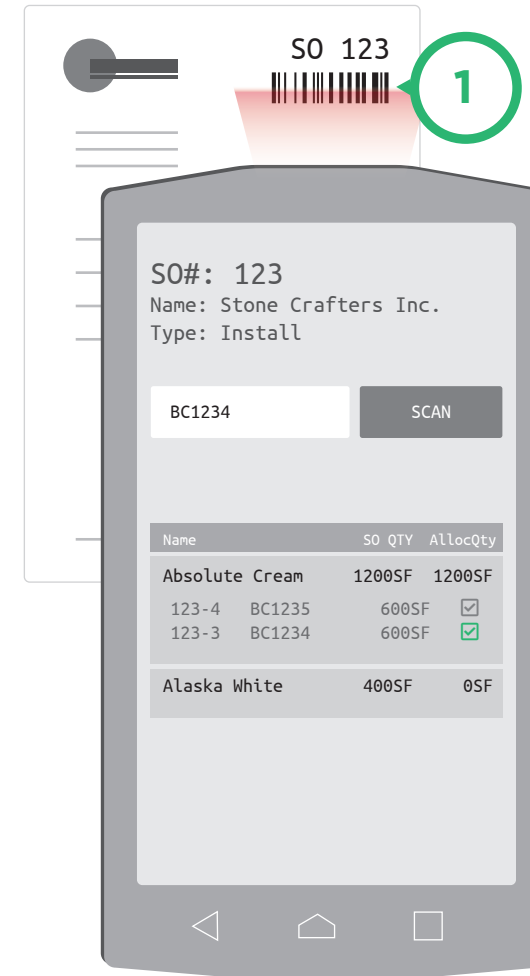 SO 123
1
SO#: 123
Name: Stone Crafters Inc.
Type: Install
BC1234 SCAN
Name SO QTY AllocQty
Absolute Cream 1200SF 1200SF
123-4 BC1235 600SF
123-3 BC1234 600SF
Alaska White 400SF 0SF